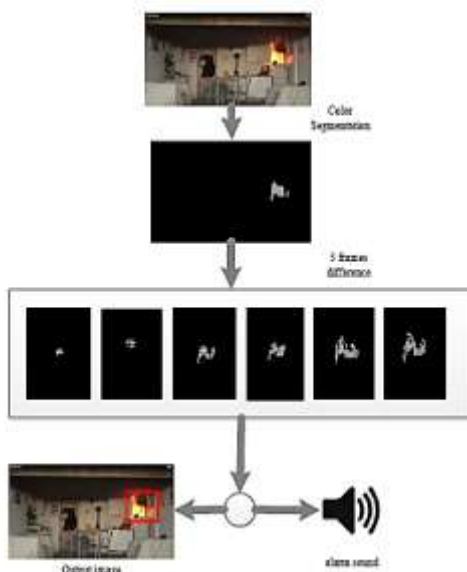 Color
Segmentation
5 frames
difference
Output image
alarm sound